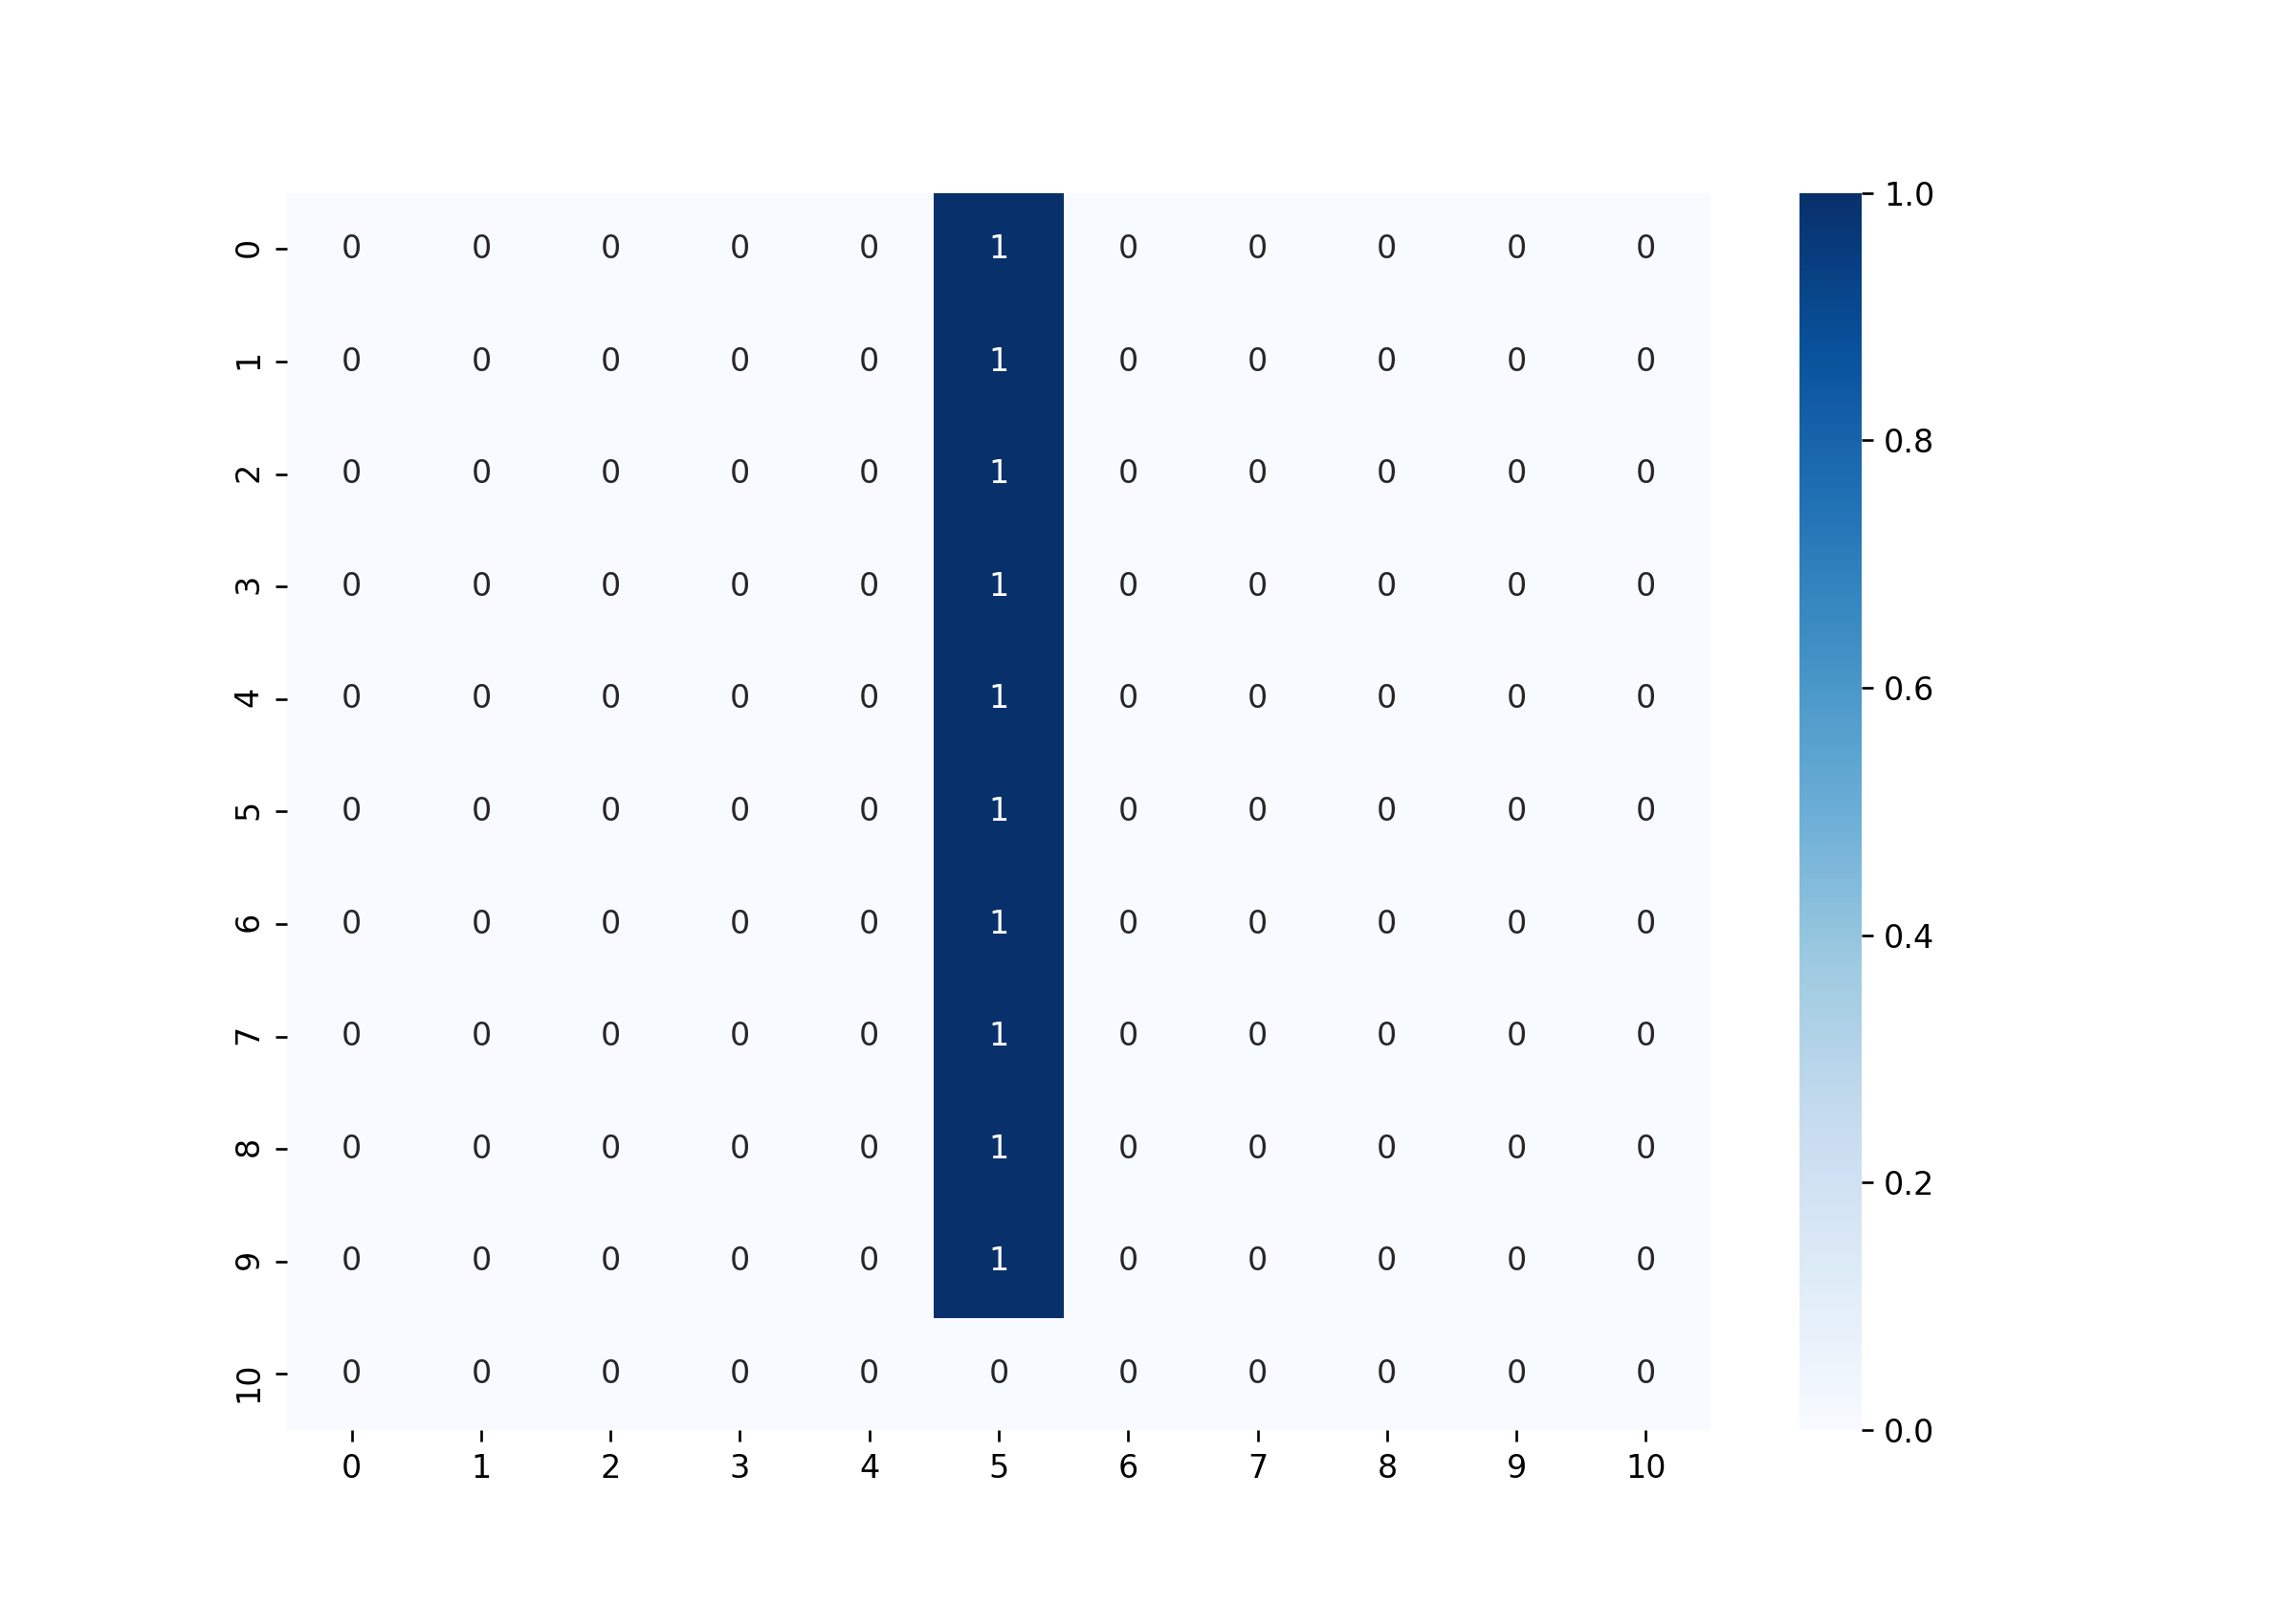 1.0
0 0 0 0 0 0 1 0 0 0 0 0
1 0 0 0 0 0 1 0 0 0 0 0
0.8
2 0 0 0 0 0 1 0 0 0 0 0
3 0 0 0 0 0 1 0 0 0 0 0
0.6
4 0 0 0 0 0 1 0 0 0 0 0
5 0 0 0 0 0 1 0 0 0 0 0
6 0 0 0 0 0 1 0 0 0 0 0
0.4
7 0 0 0 0 0 1 0 0 0 0 0
8 0 0 0 0 0 1 0 0 0 0 0
0.2
9 0 0 0 0 0 1 0 0 0 0 0
10 0 0 0 0 0 0 0 0 0 0 0
0.0
0 1 2 3 4 5 6 7 8 9 10